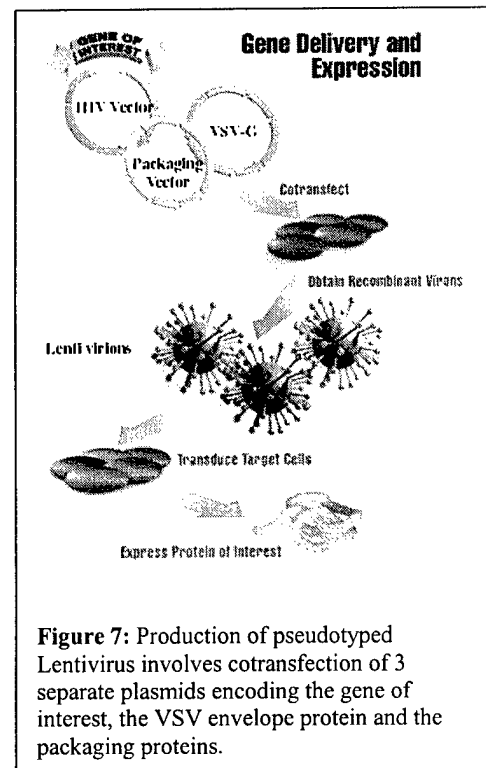 GENE OF
INTEREST
Gene Delivery and
Expression
HIV Vector
VSV-G
Packaging
Vector
Cotransfect
Obtain Recombinant Virons
Lenti virions
Transduce Target Cells
Express Protein of Interest
Figure 7: Production of pseudotyped
Lentivirus involves cotransfection of 3
separate plasmids encoding the gene of
interest, the VSV envelope protein and the
packaging proteins.